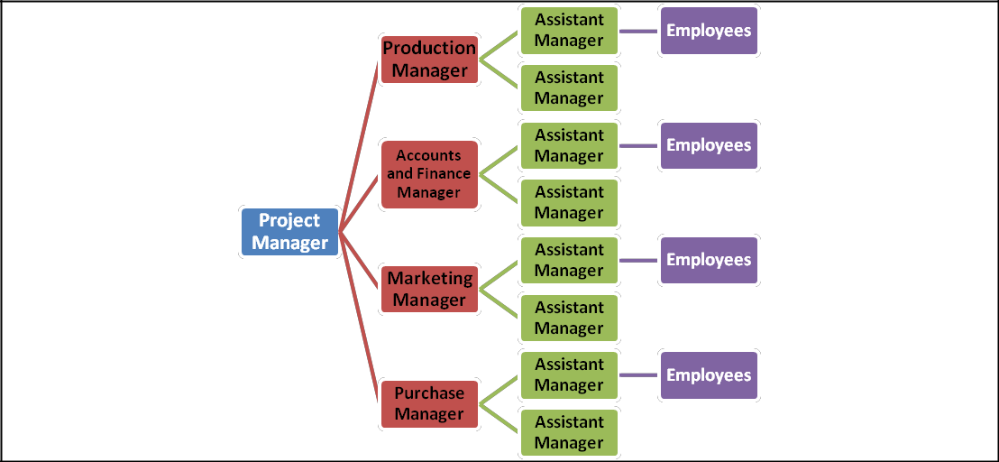 Project
Manager
Production
Manager
Assistant
Manager
Employees
Assistant
Manager
Accounts
and Finance
Manager
Assistant
Manager
Employees
Assistant
Manager
Marketing
Manager
Assistant
Manager
Employees
Assistant
Manager
Purchase
Manager
Assistant
Manager
Employees
Assistant
Manager